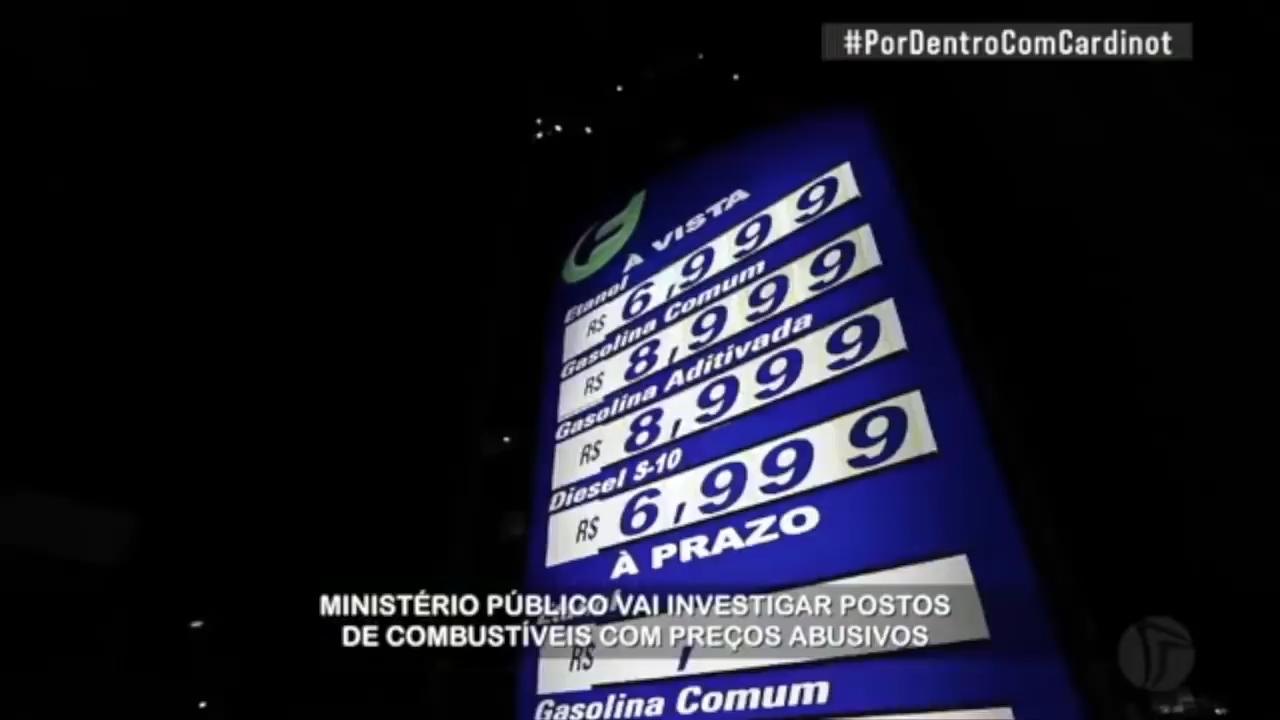 #PorDentroComCardinot
À VISTA
Etanol
R$ 6,999
Gasolina Comum
R$ 8,999
Gasolina Aditivada
R$ 8,999
Diesel S-10
R$ 6,999
À PRAZO
MINISTÉRIO PÚBLICO VAI INVESTIGAR POSTOS
DE COMBUSTÍVEIS COM PREÇOS ABUSIVOS
R$ ,
Gasolina Comum